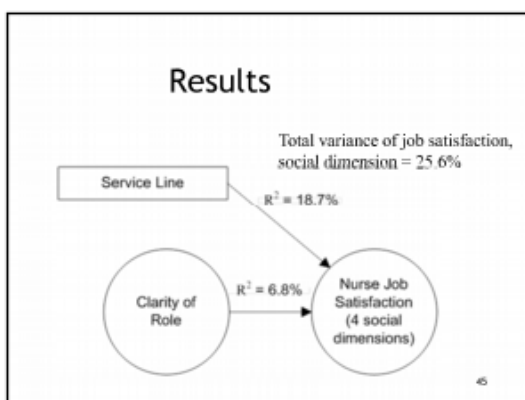 Results
Total variance of job satisfaction,
social dimension = 25.6%
Service Line
R² = 18.7%
Clarity of
Role
R² = 6.8%
Nurse Job
Satisfaction
(4 social
dimensions)
45